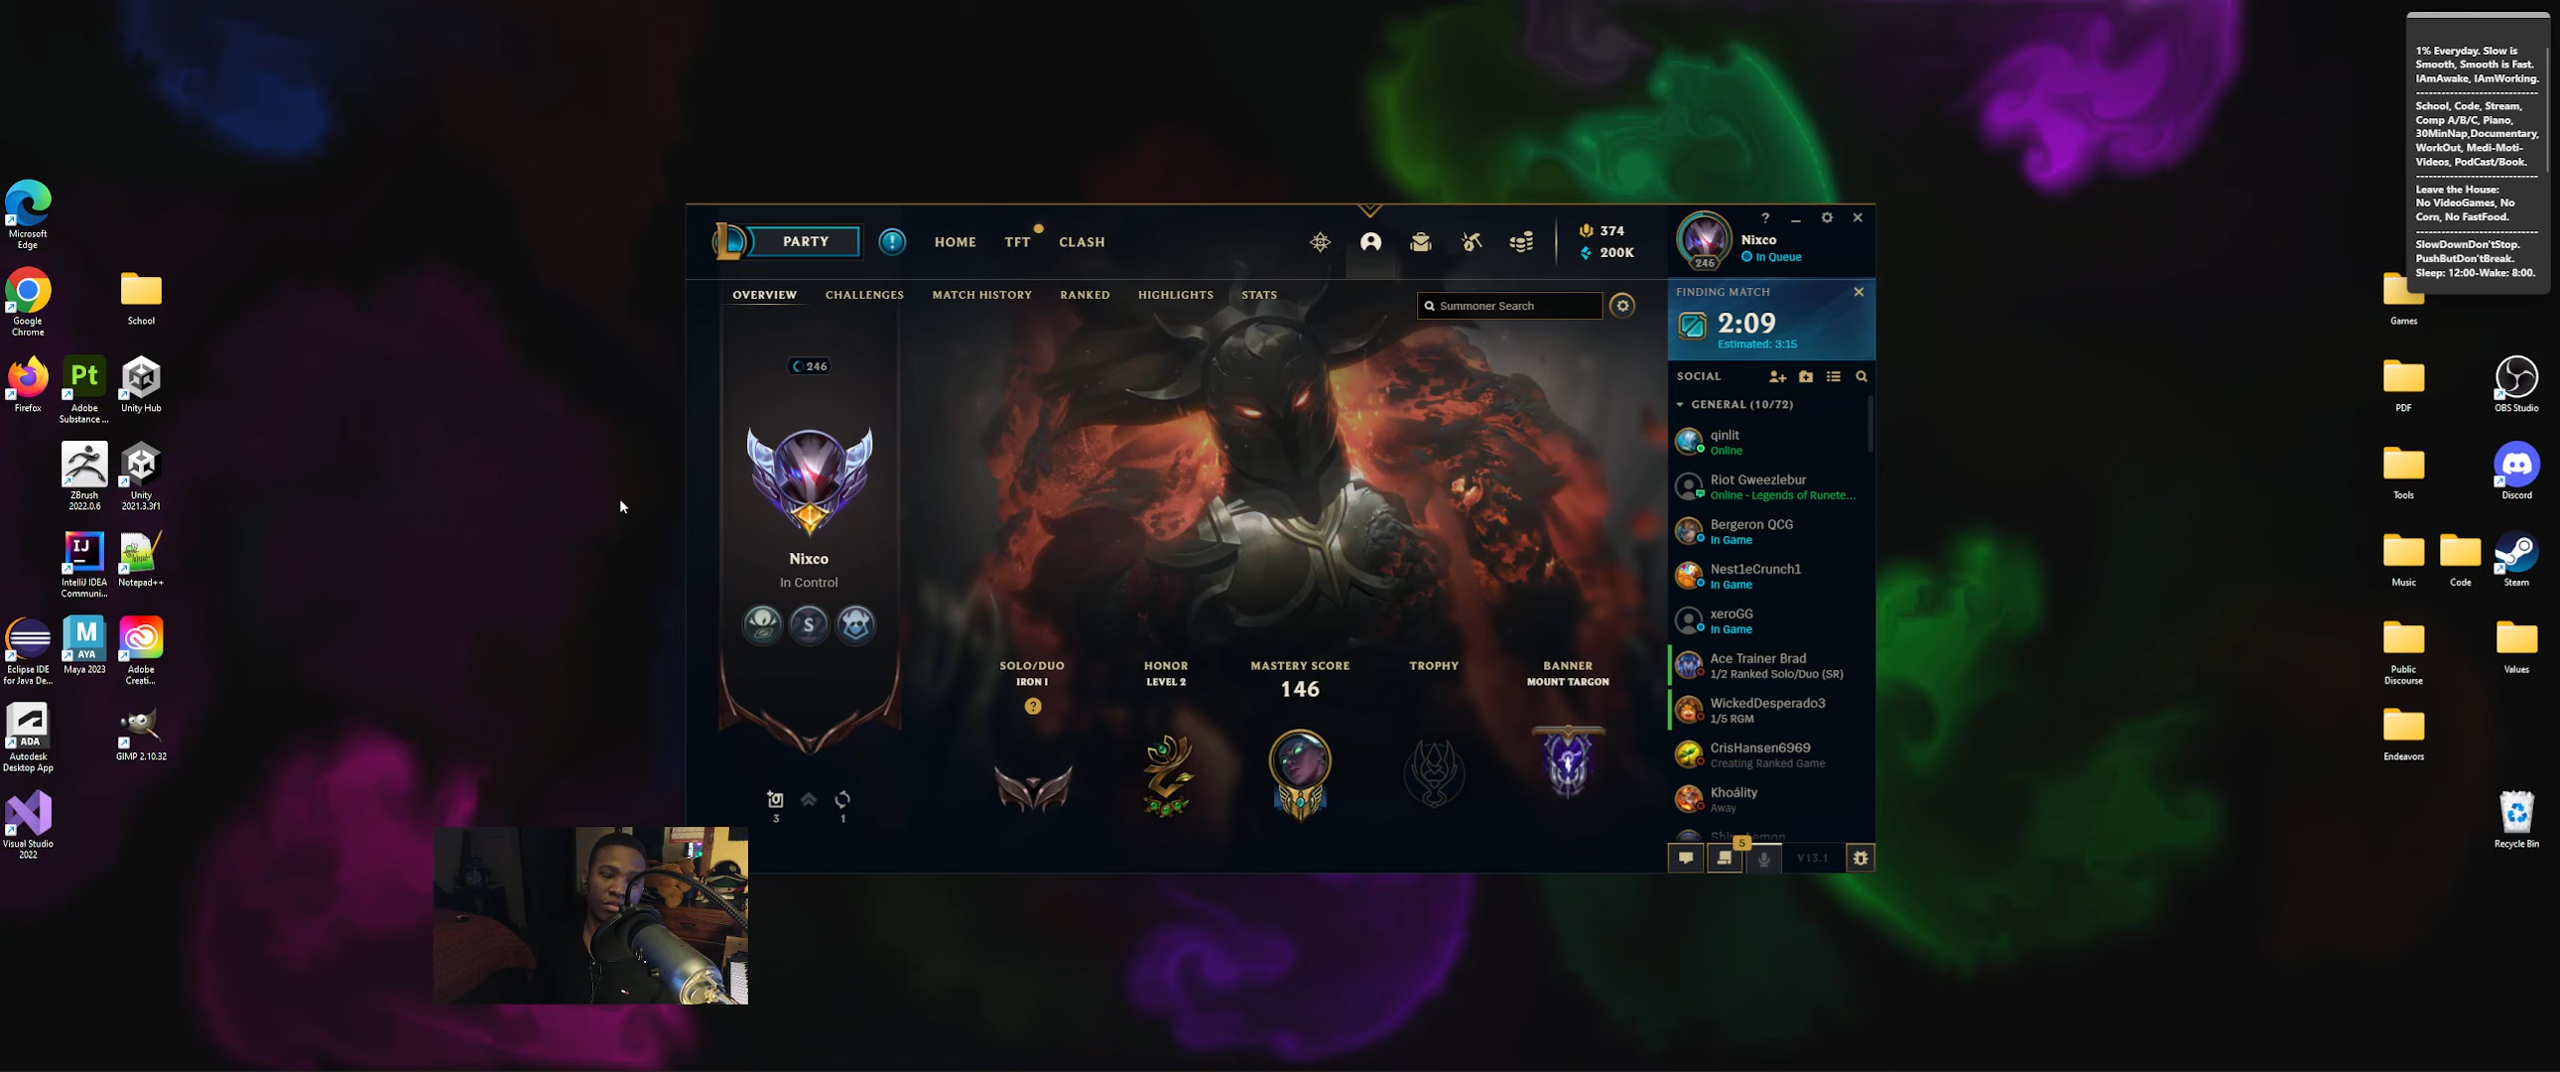 1% Everyday. Slow is
Smooth, Smooth is Fast.
IAmAwake, IAmWorking.
------------------------------
School, Code, Stream,
Comp A/B/C, Piano,
30MinNap,Documentary,
WorkOut, Medi-Moti-
Videos, PodCast/Book.
------------------------------
Leave the House:
No VideoGames, No
Corn, No FastFood.
------------------------------
SlowDownDon'tStop.
PushButDon'tBreak.
Sleep: 12:00-Wake: 8:00.
Microsoft
Edge
Google
Chrome
School
Firefox
Pt
Adobe
Substance ...
Unity Hub
ZBrush
2022.0.6
Unity
2021.3.3f1
IJ
IntelliJ IDEA
Communi...
Notepad++
Eclipse IDE
for Java De...
M
AYA
Maya 2023
Adobe
Creati...
ADA
Autodesk
Desktop App
GIMP 2.10.32
Visual Studio
2022
PARTY
HOME
TFT
CLASH
374
200K
?
246
Nixco
In Queue
OVERVIEW
CHALLENGES
MATCH HISTORY
RANKED
HIGHLIGHTS
STATS
Summoner Search
FINDING MATCH
2:09
Estimated: 3:15
246
Nixco
In Control
S
3
1
SOLO/DUO
IRON I
?
HONOR
LEVEL 2
MASTERY SCORE
146
TROPHY
BANNER
MOUNT TARGON
SOCIAL
GENERAL (10/72)
qinlit
Online
Riot Gweezlebur
Online - Legends of Runete...
Bergeron QCG
In Game
Nest1eCrunch1
In Game
xeroGG
In Game
Ace Trainer Brad
1/2 Ranked Solo/Duo (SR)
WickedDesperado3
1/5 RGM
CrisHansen6969
Creating Ranked Game
Khoálity
Away
5
V13.1
Games
PDF
OBS Studio
Tools
Discord
Music
Code
Steam
Public
Discourse
Values
Endeavors
Recycle Bin